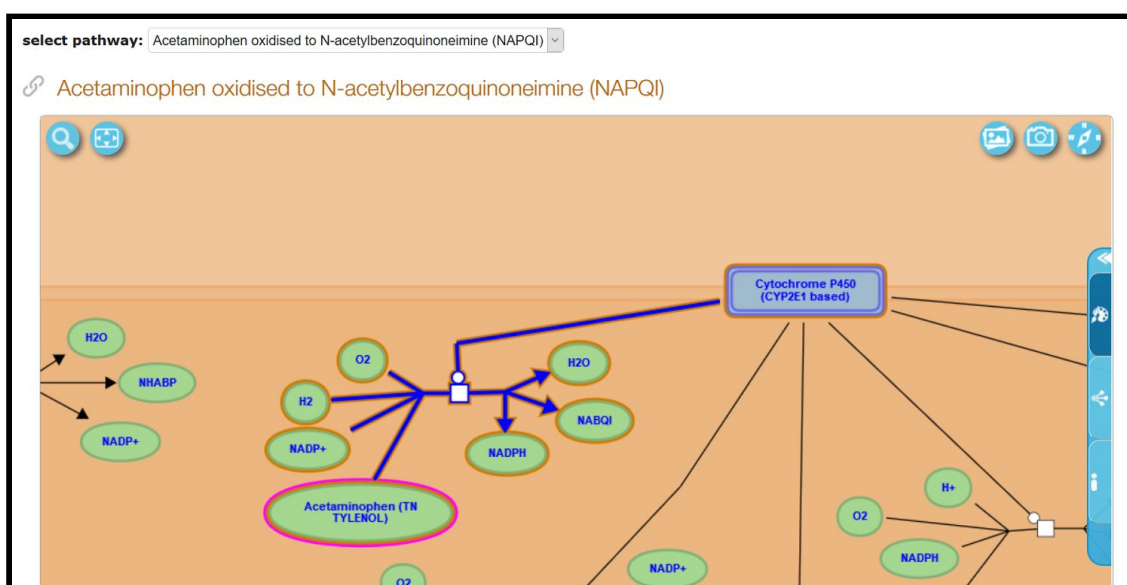 select pathway: Acetaminophen oxidised to N-acetylbenzoquinoneimine (NAPQI)
Acetaminophen oxidised to N-acetylbenzoquinoneimine (NAPQI)
Cytochrome P450
(CYP2E1 based)
H2O
NHABP
NADP+
O2
H2
NADP+
Acetaminophen (TN
TYLENOL)
H2O
NABQI
NADPH
H+
O2
NADPH
NADP+
O2